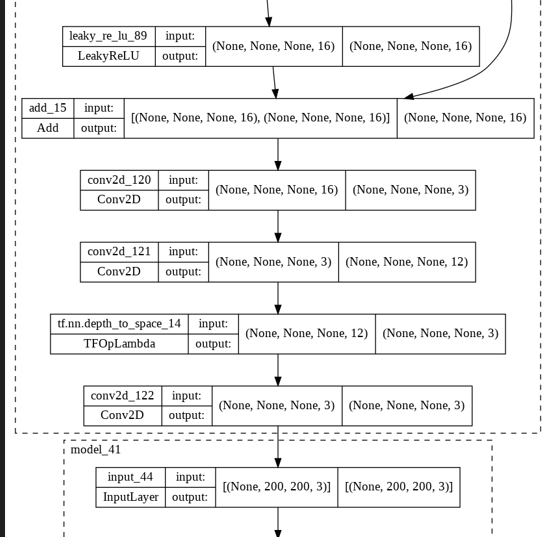 leaky_re_lu_89 input: (None, None, None, 16) (None, None, None, 16)
LeakyReLU output:
add_15 input: [(None, None, None, 16), (None, None, None, 16)] (None, None, None, 16)
Add output:
conv2d_120 input: (None, None, None, 16) (None, None, None, 3)
Conv2D output:
conv2d_121 input: (None, None, None, 3) (None, None, None, 12)
Conv2D output:
tf.nn.depth_to_space_14 input: (None, None, None, 12) (None, None, None, 3)
TFOpLambda output:
conv2d_122 input: (None, None, None, 3) (None, None, None, 3)
Conv2D output:
model_41
input_44 input: [(None, 200, 200, 3)] [(None, 200, 200, 3)]
InputLayer output: